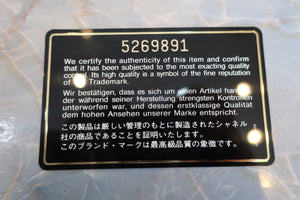 5269891
We certify the authenticity of this item and confirm
that it has been subjected to the most exacting quality
control. Its high quality is a symbol of the fine reputation
of Trademark.
Wir bestätigen, dass es sich um einen Artikel handelt
der während seiner Herstellung strengsten Kontrollen
unterworfen war, und dessen erstklassige Qualität
dem hohen Ansehen unserer Marke entspricht.
この製品は厳しい管理のもとに製造されたシャネル
社の商品であることを証明いたします。
このブランド・マークは最高級品質の象徴です。